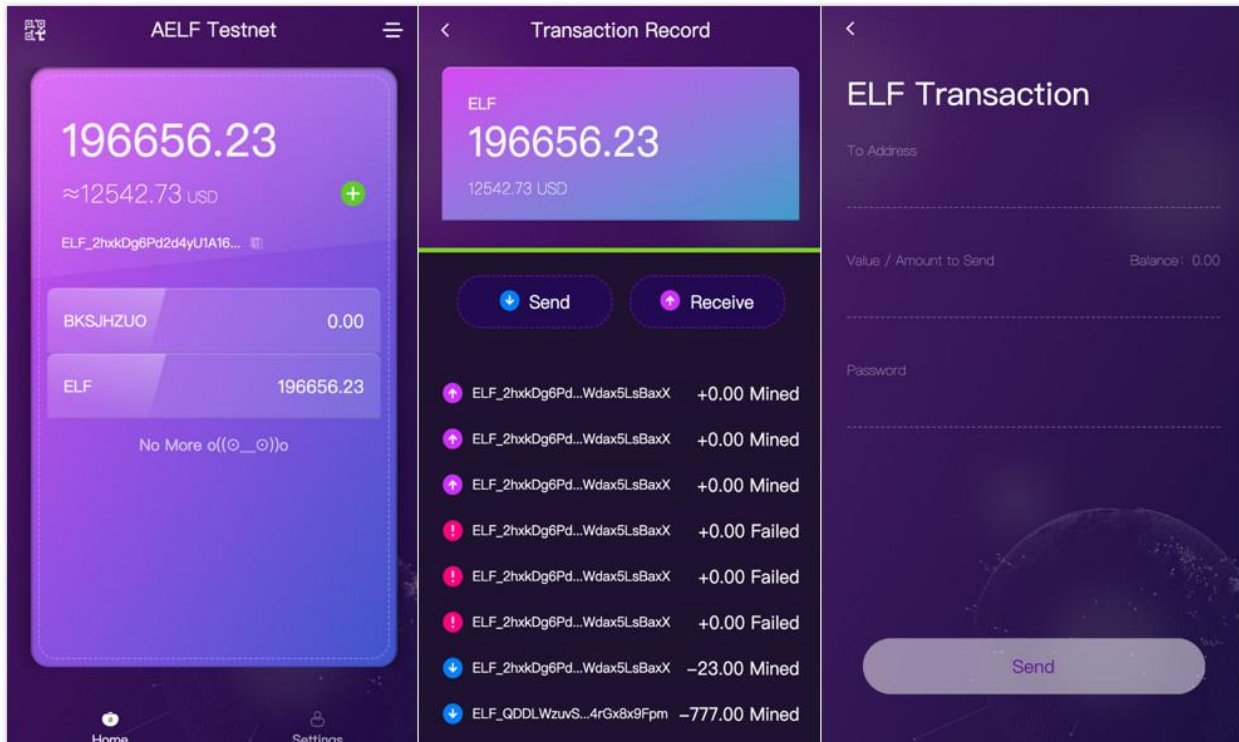 AELF Testnet
196656.23
≈12542.73 USD
ELF_2hxkDg6Pd2d4yU1A16...
BKSJHZUO 0.00
ELF 196656.23
No More o((⊙__⊙))o
Home Settings
Transaction Record
ELF
196656.23
12542.73 USD
Send Receive
ELF_2hxkDg6Pd...Wdax5LsBaxX +0.00 Mined
ELF_2hxkDg6Pd...Wdax5LsBaxX +0.00 Mined
ELF_2hxkDg6Pd...Wdax5LsBaxX +0.00 Mined
ELF_2hxkDg6Pd...Wdax5LsBaxX +0.00 Failed
ELF_2hxkDg6Pd...Wdax5LsBaxX +0.00 Failed
ELF_2hxkDg6Pd...Wdax5LsBaxX +0.00 Failed
ELF_2hxkDg6Pd...Wdax5LsBaxX −23.00 Mined
ELF_QDDLWzuvS...4rGx8x9Fpm −777.00 Mined
ELF Transaction
To Address
Value / Amount to Send Balance: 0.00
Password
Send